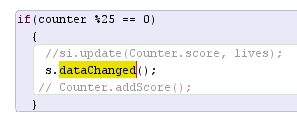 if(counter %25 == 0)
{
//si.update(Counter.score, lives);
s.dataChanged();
// Counter.addScore();
}